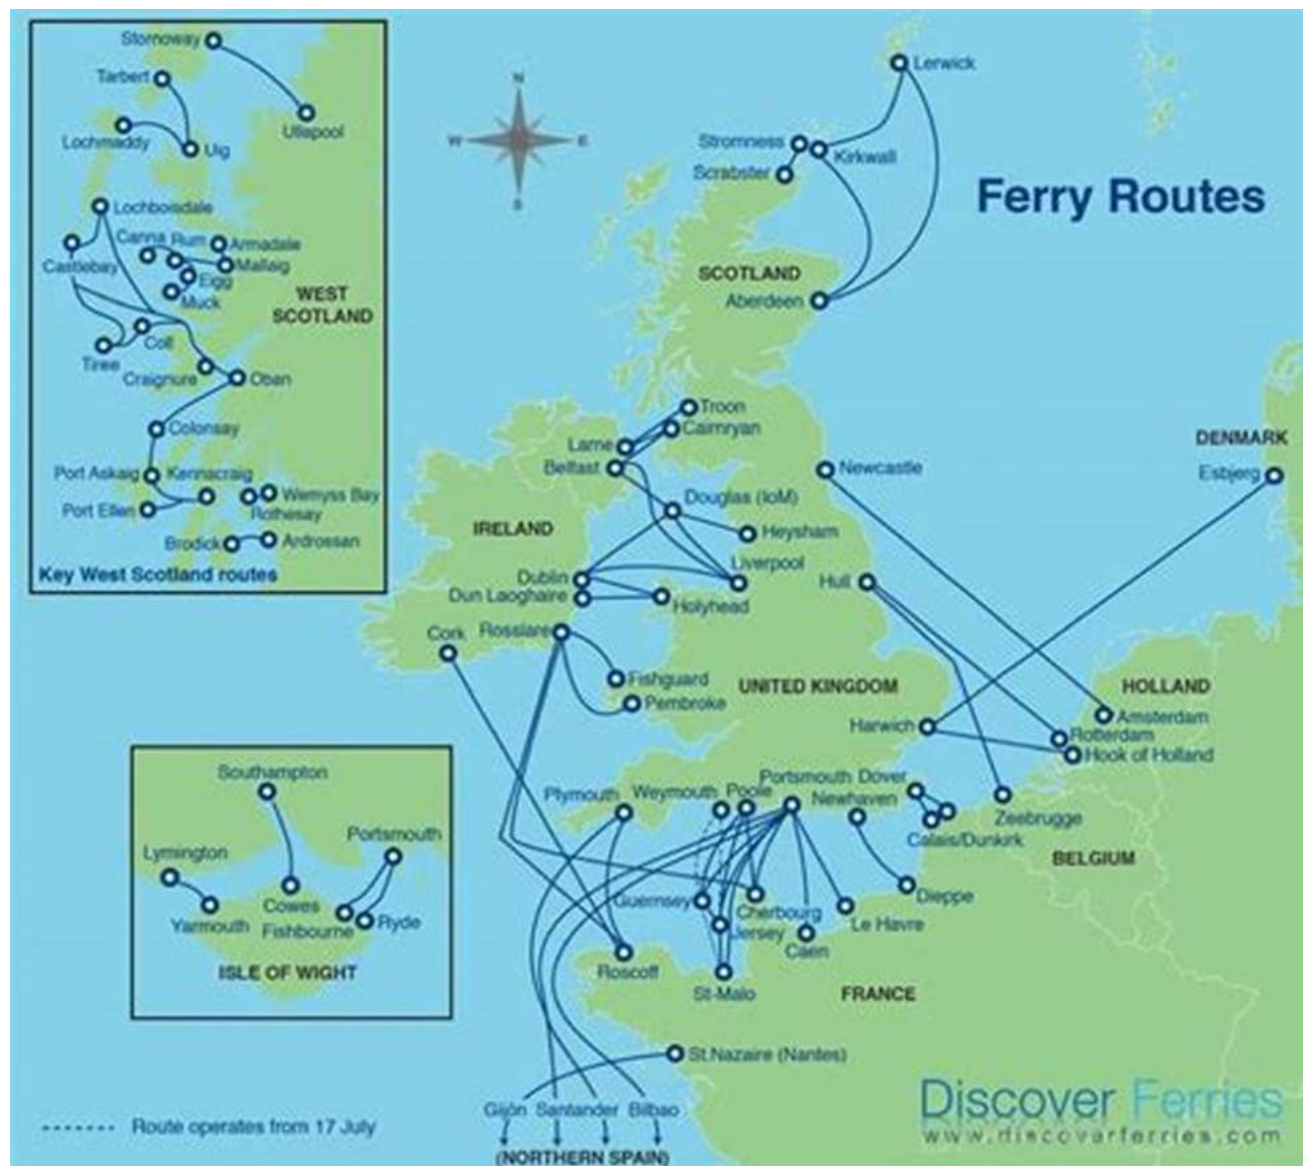 Ferry Routes
N
W
E
S
Stornoway
Tarbert
Ullapool
Lochmaddy
Uig
Lochboisdale
Canna Rum
Armadale
Castlebay
Mallaig
Eigg
Muck
WEST
SCOTLAND
Coll
Tiree
Craignure
Oban
Colonsay
Port Askaig
Kennacraig
Wemyss Bay
Port Ellen
Rothesay
Brodick
Ardrossan
Key West Scotland routes
Lerwick
Stromness
Kirkwall
Scrabster
SCOTLAND
Aberdeen
Troon
Cairnryan
Larne
Belfast
Newcastle
DENMARK
Esbjerg
Douglas (IoM)
IRELAND
Heysham
Liverpool
Dublin
Hull
Dun Laoghaire
Holyhead
Cork
Rosslare
Fishguard
UNITED KINGDOM
HOLLAND
Pembroke
Harwich
Amsterdam
Rotterdam
Hook of Holland
Plymouth
Weymouth
Poole
Portsmouth
Dover
Newhaven
Zeebrugge
Calais/Dunkirk
BELGIUM
Guernsey
Cherbourg
Dieppe
Jersey
Le Havre
Caen
Roscoff
St-Malo
FRANCE
St Nazaire (Nantes)
Gijón
Santander
Bilbao
(NORTHERN SPAIN)
Southampton
Portsmouth
Lymington
Yarmouth
Cowes
Fishbourne
Ryde
ISLE OF WIGHT
Route operates from 17 July
Discover Ferries
www.discoverferries.com